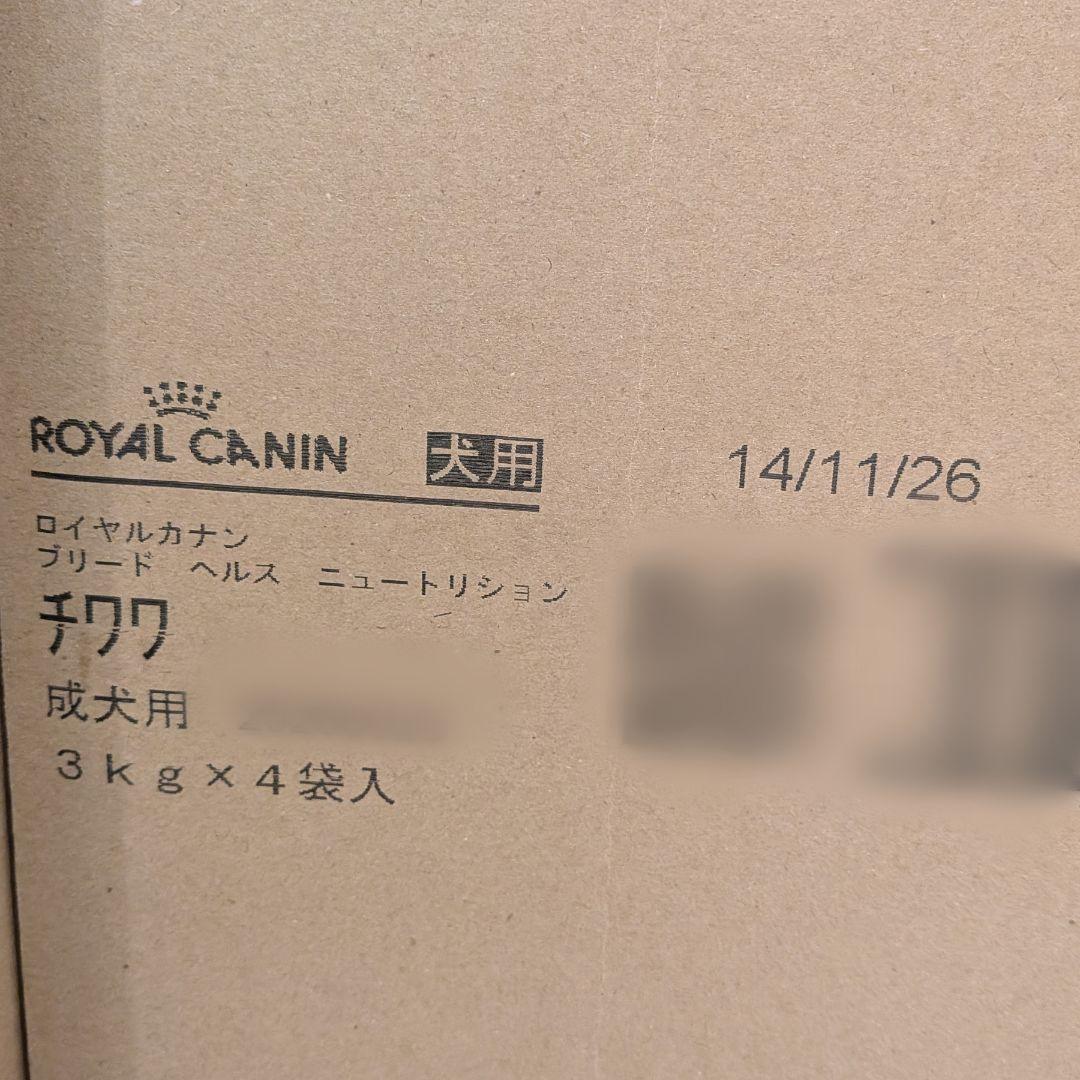 ROYAL CANIN 犬用
14/11/26
ロイヤルカナン
ブリード ヘルス ニュートリション
チワワ
成犬用
3kg×4袋入